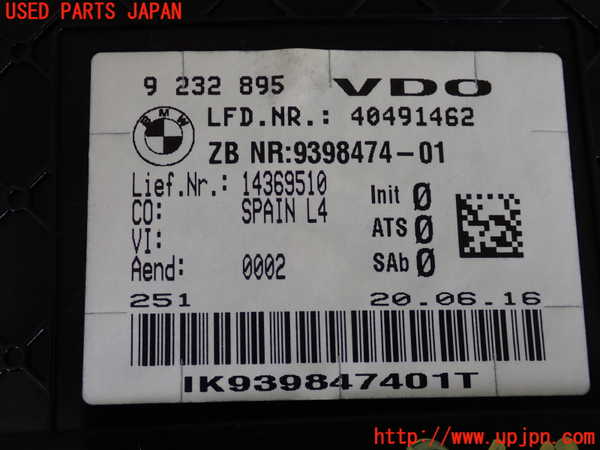 USED PARTS JAPAN
9 232 895 VDO
BMW
LFD.NR.: 40491462
ZB NR:9398474-01
Lief.Nr.: 14369510
CO: SPAIN L4
VI:
Aend: 0002
Init 0
ATS 0
SAb 0
251 20.06.16
IK939847401T
http://www.upjpn.com/